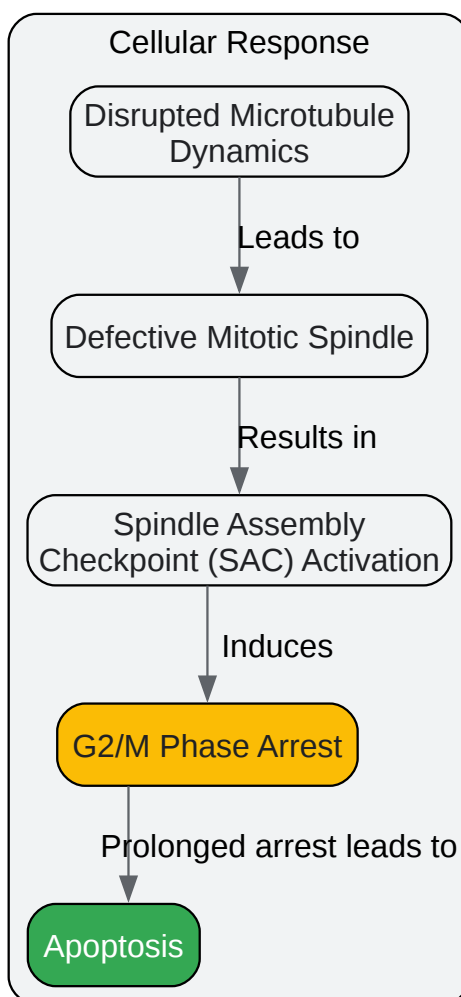 Cellular Response
Disrupted Microtubule
Dynamics
Leads to
Defective Mitotic Spindle
Results in
Spindle Assembly
Checkpoint (SAC) Activation
Induces
G2/M Phase Arrest
Prolonged arrest leads to
Apoptosis